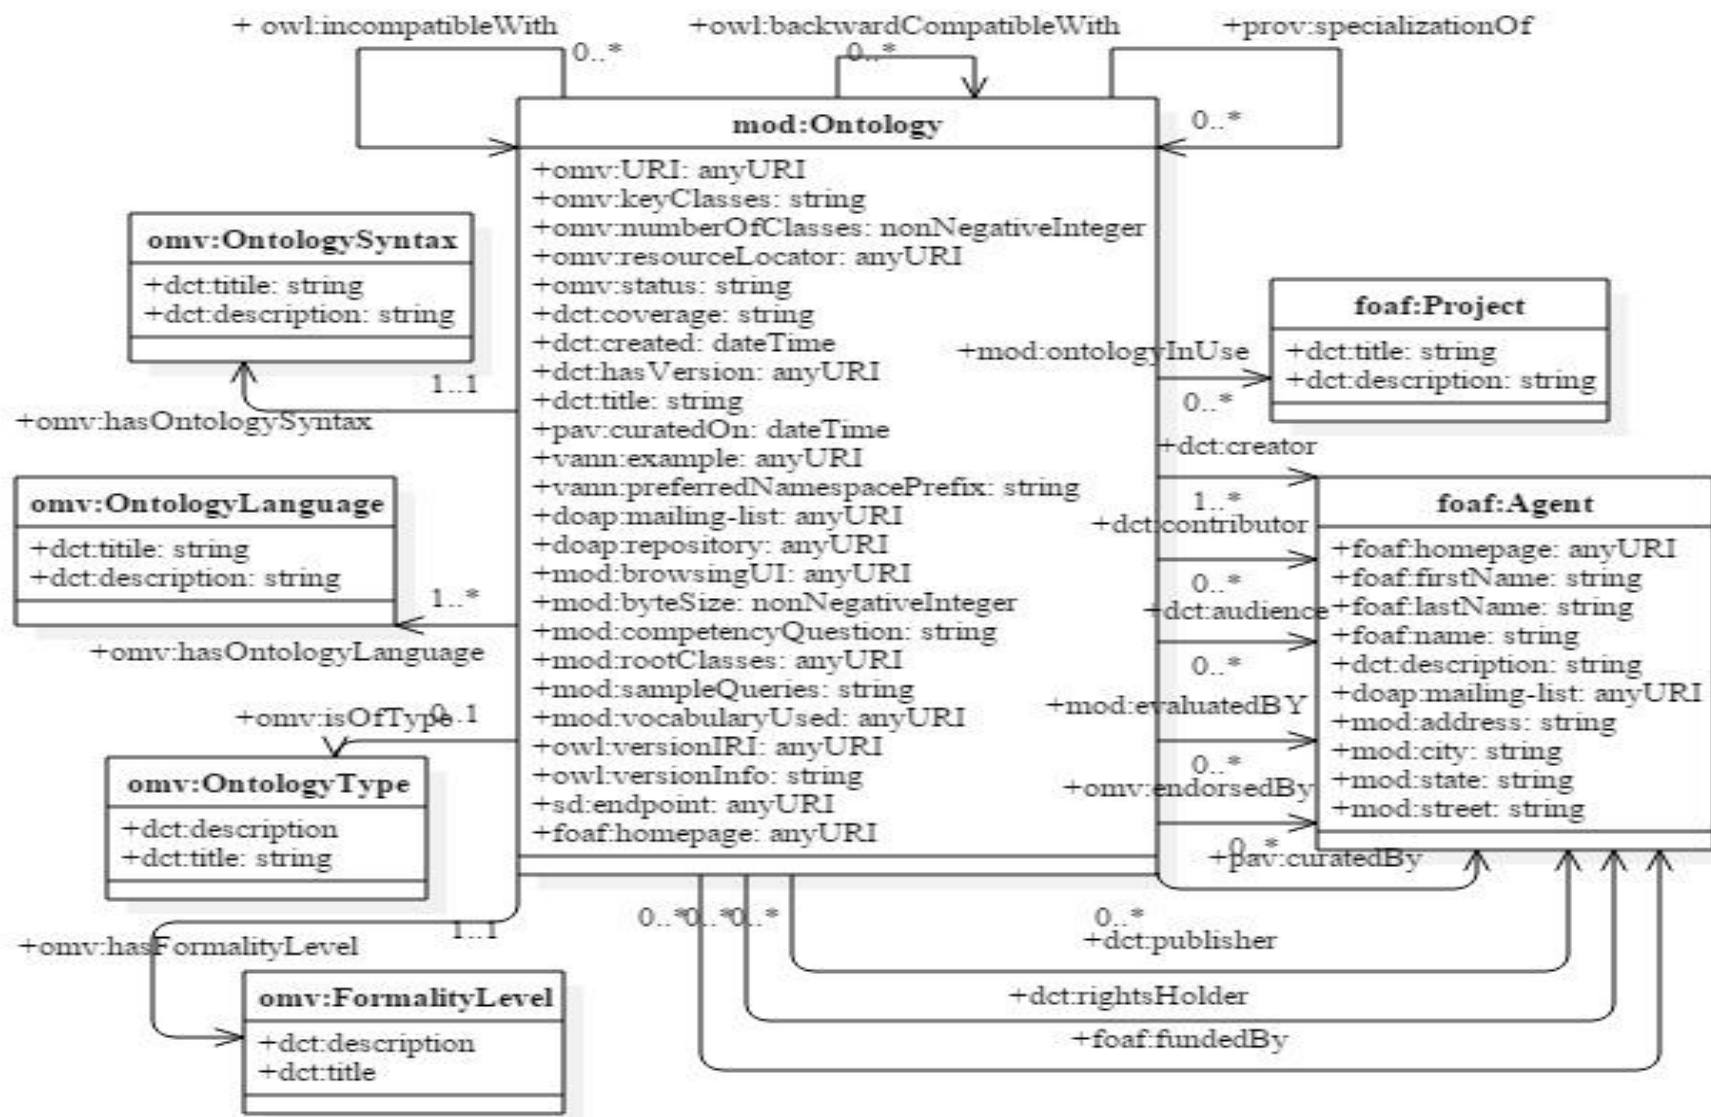 + owl:incompatibleWith
0..*
+owl:backwardCompatibleWith
0..*
+prov:specializationOf
0..*
mod:Ontology
+omv:URI: anyURI
+omv:keyClasses: string
+omv:numberOfClasses: nonNegativeInteger
+omv:resourceLocator: anyURI
+omv:status: string
+dct:coverage: string
+dct:created: dateTime
+dct:hasVersion: anyURI
+dct:title: string
+pav:curatedOn: dateTime
+vann:example: anyURI
+vann:preferredNamespacePrefix: string
+doap:mailing-list: anyURI
+doap:repository: anyURI
+mod:browsingUI: anyURI
+mod:byteSize: nonNegativeInteger
+mod:competencyQuestion: string
+mod:rootClasses: anyURI
+mod:sampleQueries: string
+mod:vocabularyUsed: anyURI
+owl:versionIRI: anyURI
+owl:versionInfo: string
+sd:endpoint: anyURI
+foaf:homepage: anyURI
omv:OntologySyntax
+dct:titile: string
+dct:description: string
1..1
+omv:hasOntologySyntax
omv:OntologyLanguage
+dct:titile: string
+dct:description: string
1..*
+omv:hasOntologyLanguage
+omv:isOfType
0..1
omv:OntologyType
+dct:description
+dct:title: string
1..1
+omv:hasFormalityLevel
omv:FormalityLevel
+dct:description
+dct:title
foaf:Project
+dct:title: string
+dct:description: string
+mod:ontologyInUse
0..*
+dct:creator
1..*
+dct:contributor
0..*
+dct:audience
0..*
+mod:evaluatedBY
0..*
+omv:endorsedBy
0..*
+pav:curatedBy
foaf:Agent
+foaf:homepage: anyURI
+foaf:firstName: string
+foaf:lastName: string
+foaf:name: string
+dct:description: string
+doap:mailing-list: anyURI
+mod:address: string
+mod:city: string
+mod:state: string
+mod:street: string
0..*
0..*
0..*
0..*
+dct:publisher
+dct:rightsHolder
+foaf:fundedBy